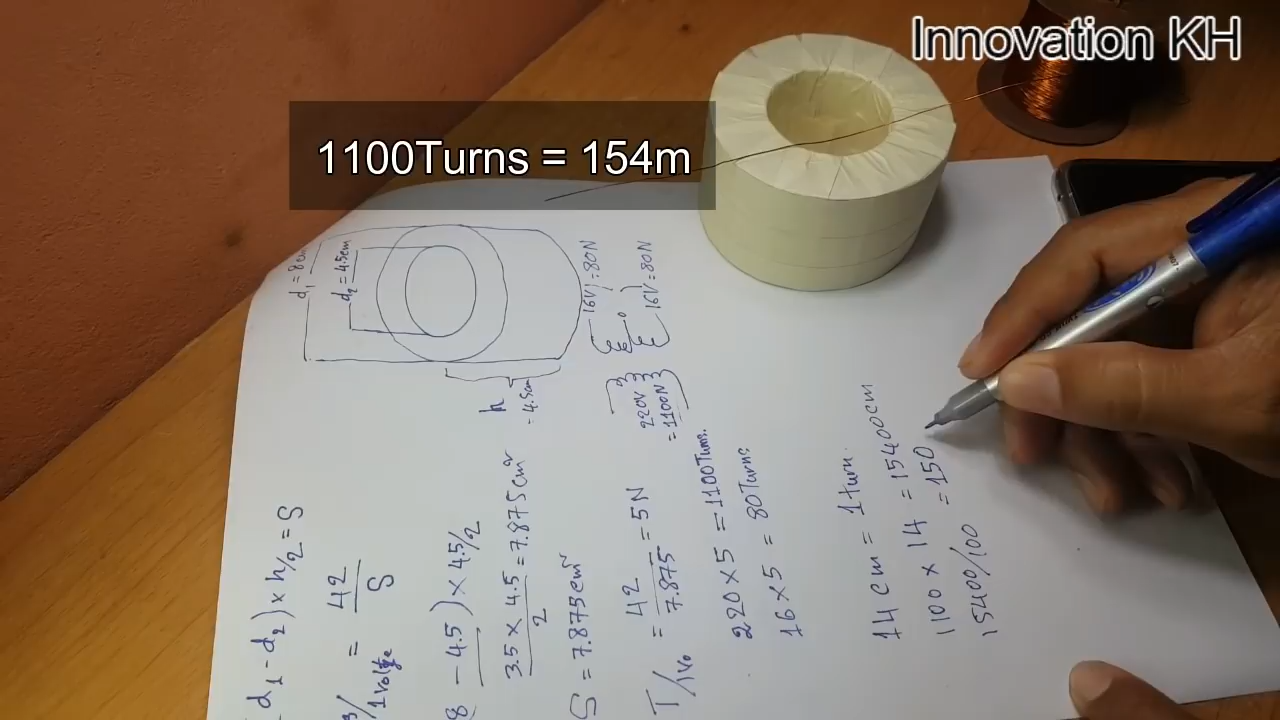 Innovation KH
1100Turns = 154m
d₁ = 8cm
d₂ = 4.5cm
h
= 4.5cm
16V = 80N
0
16V = 80N
220V
= 1100N
d₁ - d₂) × h/2 = S
/1volte = 42/S
8 - 4.5) × 4.5/2
3.5 × 4.5/2 = 7.875cm²
S = 7.875cm²
T/1v = 42/7.875 = 5N
220 × 5 = 1100Turns.
16 × 5 = 80Turns
14 cm = 1turn.
1100 × 14 = 15400cm
15400/100 = 150